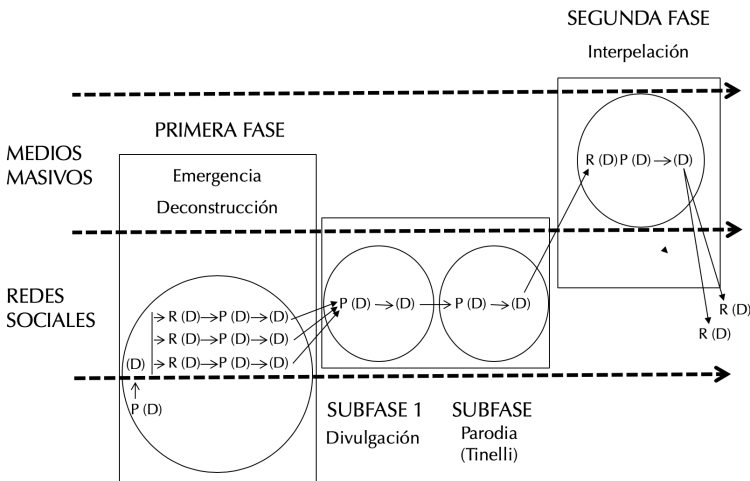 SEGUNDA FASE
Interpelación
PRIMERA FASE
MEDIOS
MASIVOS
Emergencia
Deconstrucción
R (D) P (D) → (D)
REDES
SOCIALES
P (D) → (D) → P (D) → (D)
→ R (D) → P (D) → (D)
→ R (D) → P (D) → (D)
→ R (D) → P (D) → (D)
(D)
P (D)
R (D)
R (D)
SUBFASE 1
Divulgación
SUBFASE
Parodia
(Tinelli)